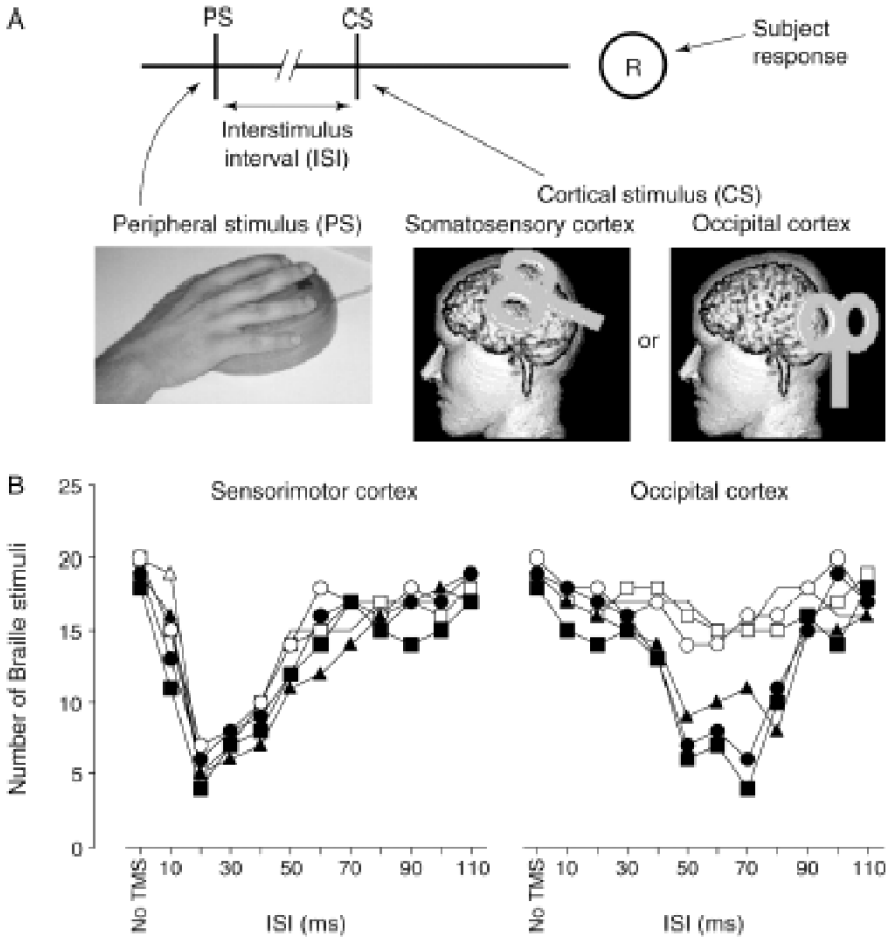 A
PS
CS
Subject
response
R
Interstimulus
interval (ISI)
Cortical stimulus (CS)
Peripheral stimulus (PS)
Somatosensory cortex
Occipital cortex
or
B
Sensorimotor cortex
Occipital cortex
Number of Braille stimuli
25
20
15
10
5
0
No TMS
10
30
50
70
90
110
ISI (ms)
No TMS
10
30
50
70
90
110
ISI (ms)